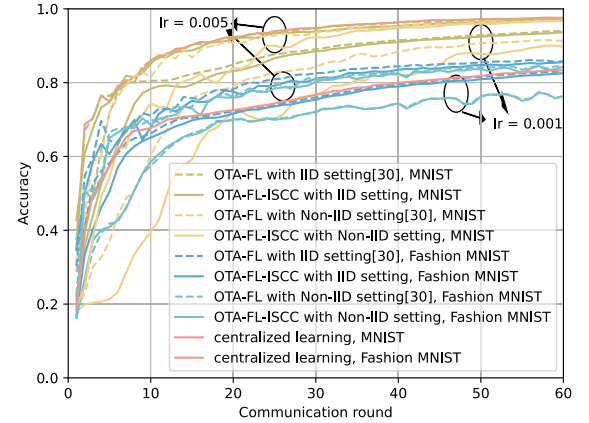 1.0
0.8
0.6
0.4
0.2
0.0
Accuracy
lr = 0.005
lr = 0.001
OTA-FL with IID setting[30], MNIST
OTA-FL-ISCC with IID setting, MNIST
OTA-FL with Non-IID setting[30], MNIST
OTA-FL-ISCC with Non-IID setting, MNIST
OTA-FL with IID setting[30], Fashion MNIST
OTA-FL-ISCC with IID setting, Fashion MNIST
OTA-FL with Non-IID setting[30], Fashion MNIST
OTA-FL-ISCC with Non-IID setting, Fashion MNIST
centralized learning, MNIST
centralized learning, Fashion MNIST
0 10 20 30 40 50 60
Communication round